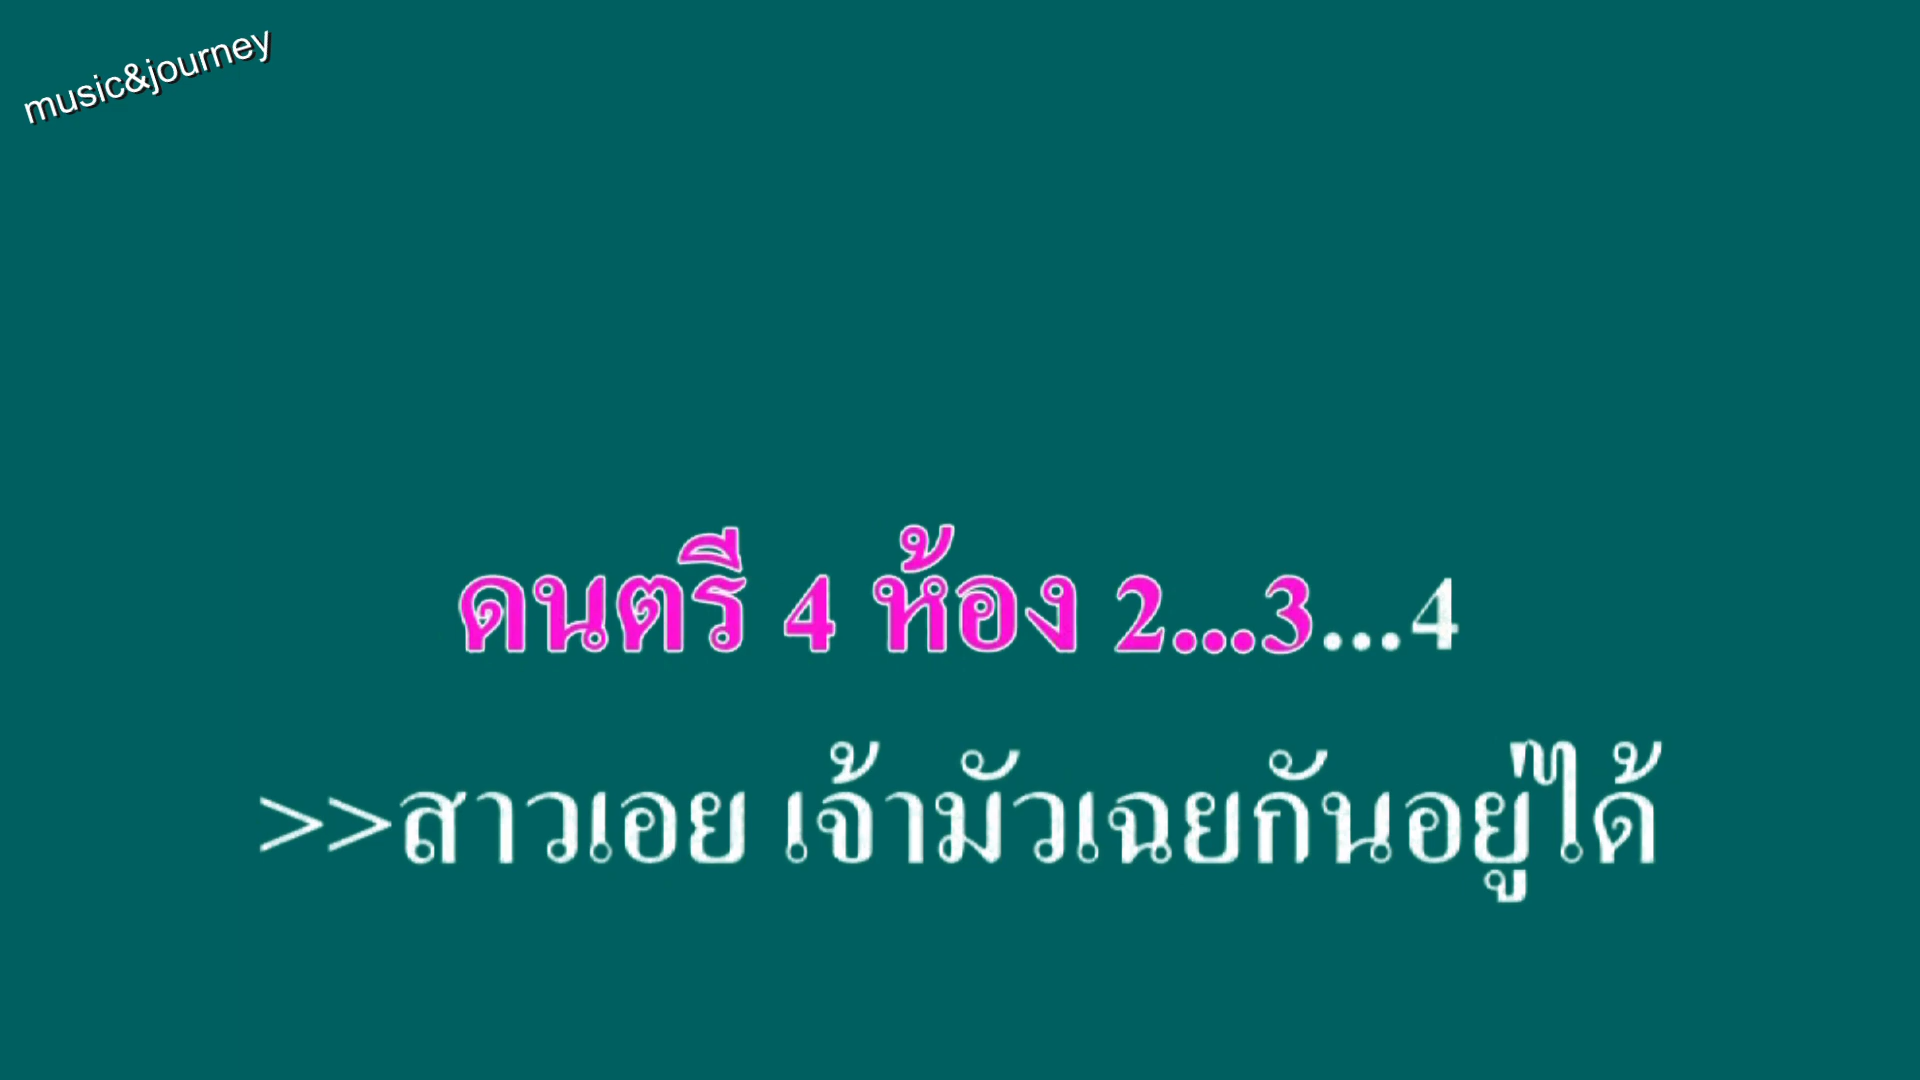 music&journey
ดนตรี 4 ห้อง 2...3...4
>>สาวเอย เจ้ามัวเฉยกันอยู่ได้